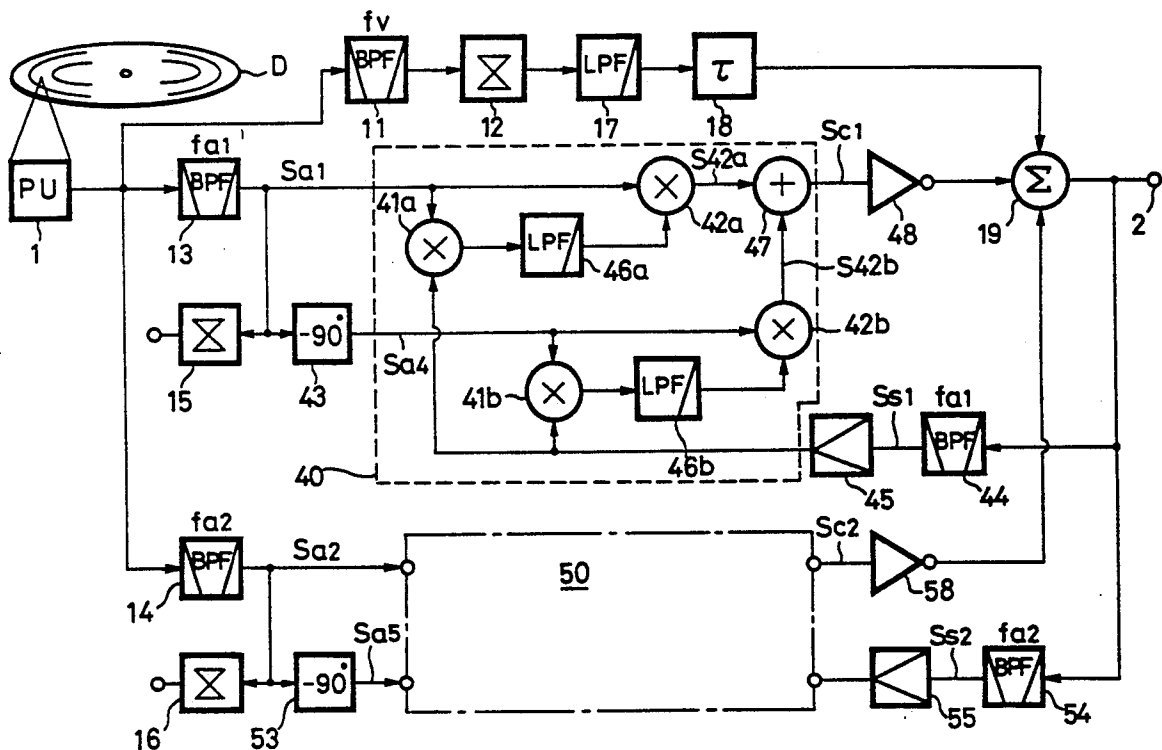 fv
D
BPF
LPF
τ
11
12
17
18
fa1
Sa1
S42a
Sc1
PU
BPF
×
+
Σ
1
13
41a
42a
47
48
19
2
×
LPF
46a
S42b
-90°
×
42b
15
43
Sa4
41b
×
LPF
Ss1
fa1
BPF
40
46b
45
44
fa2
Sa2
Sc2
BPF
50
14
58
Sa5
Ss2
fa2
-90°
BPF
16
53
55
54